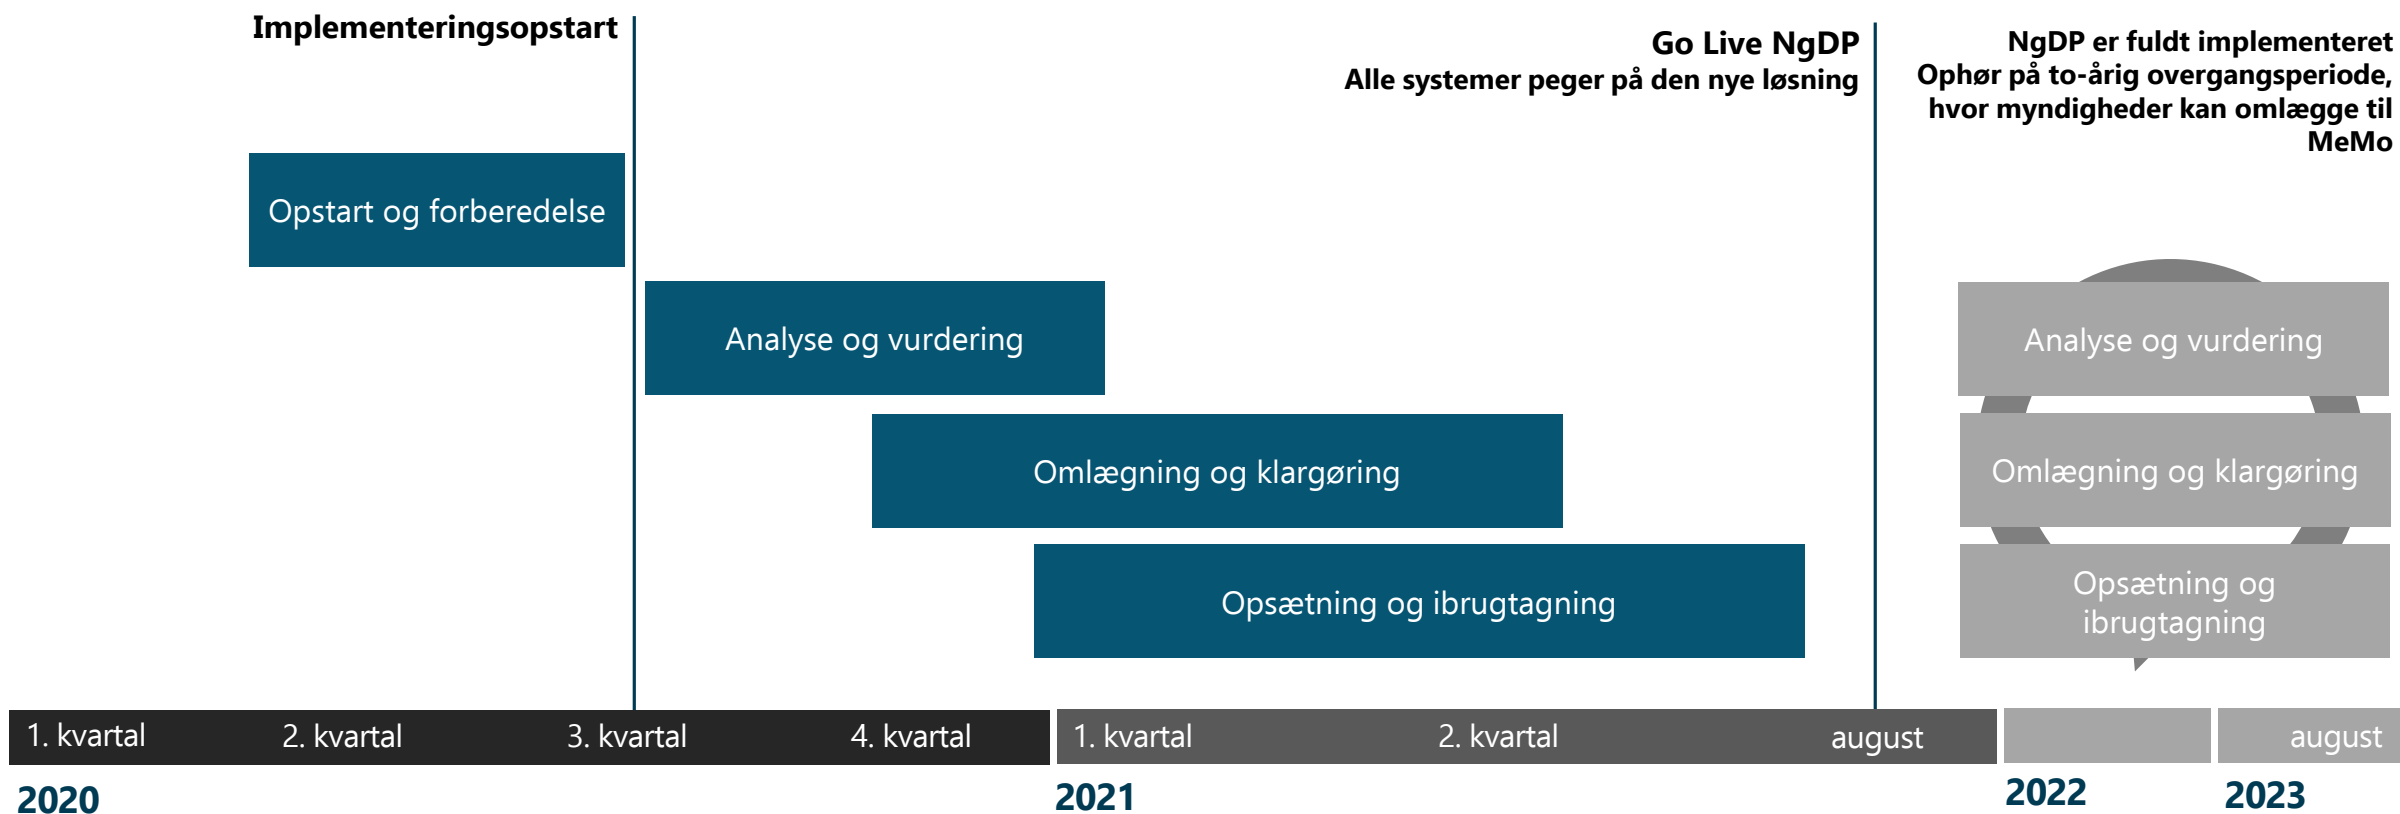 Implementeringsopstart
Go Live NgDP
Alle systemer peger på den nye løsning
NgDP er fuldt implementeret
Ophør på to-årig overgangsperiode,
hvor myndigheder kan omlægge til
MeMo
Opstart og forberedelse
Analyse og vurdering
Omlægning og klargøring
Opsætning og ibrugtagning
Analyse og vurdering
Omlægning og klargøring
Opsætning og
ibrugtagning
1. kvartal
2. kvartal
3. kvartal
4. kvartal
1. kvartal
2. kvartal
august
august
2020
2021
2022
2023